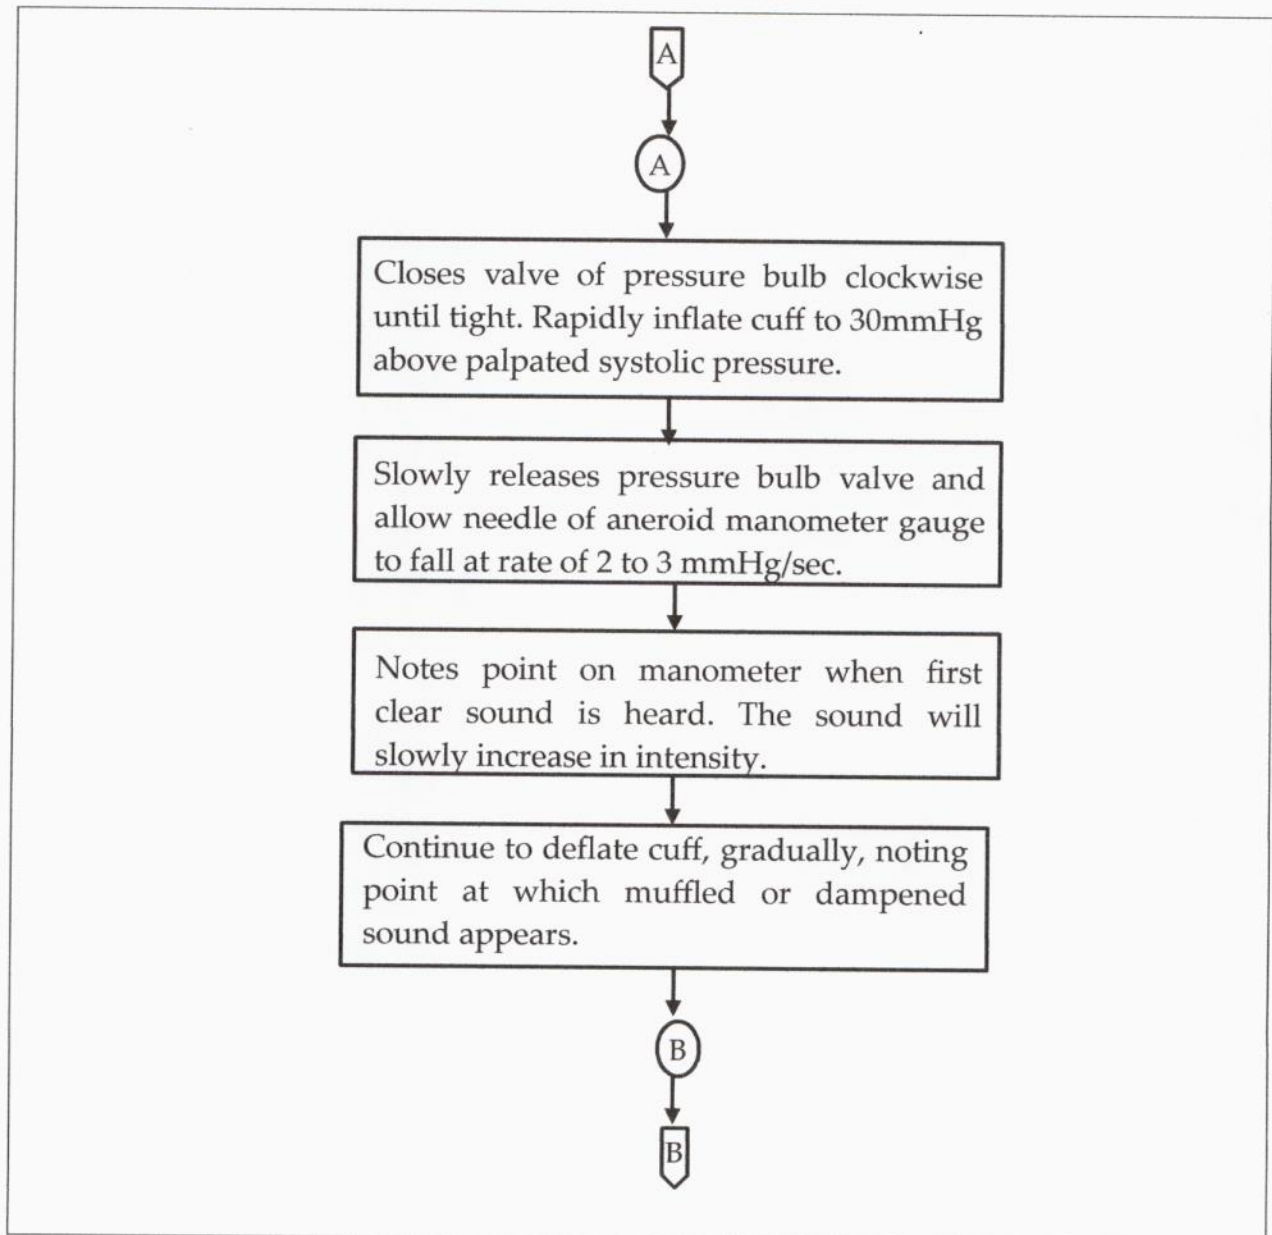 A
A
Closes valve of pressure bulb clockwise
until tight. Rapidly inflate cuff to 30mmHg
above palpated systolic pressure.
Slowly releases pressure bulb valve and
allow needle of aneroid manometer gauge
to fall at rate of 2 to 3 mmHg/sec.
Notes point on manometer when first
clear sound is heard. The sound will
slowly increase in intensity.
Continue to deflate cuff, gradually, noting
point at which muffled or dampened
sound appears.
B
B